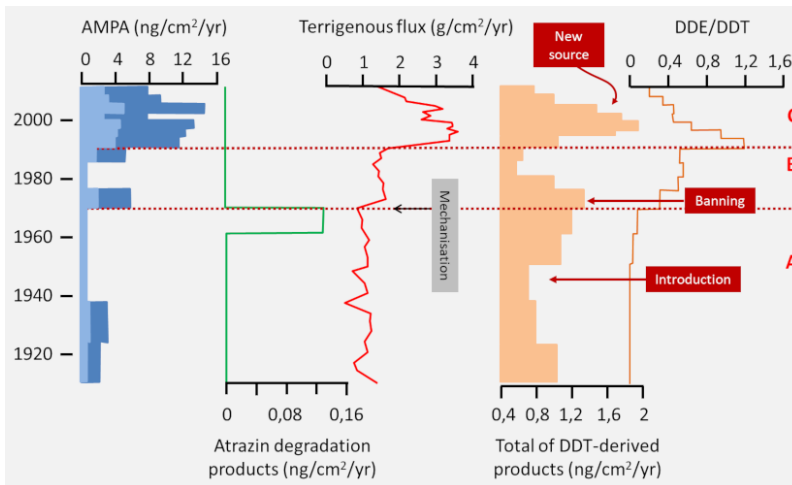 AMPA (ng/cm²/yr)
Terrigenous flux (g/cm²/yr)
New
source
DDE/DDT
0 4 8 12 16
0 1 2 3 4
0 0,4 0,8 1,2 1,6
2000
1980
1960
1940
1920
Mechanisation
Banning
Introduction
A
0 0,08 0,16
0,4 0,8 1,2 1,6 2
Atrazin degradation
products (ng/cm²/yr)
Total of DDT-derived
products (ng/cm²/yr)